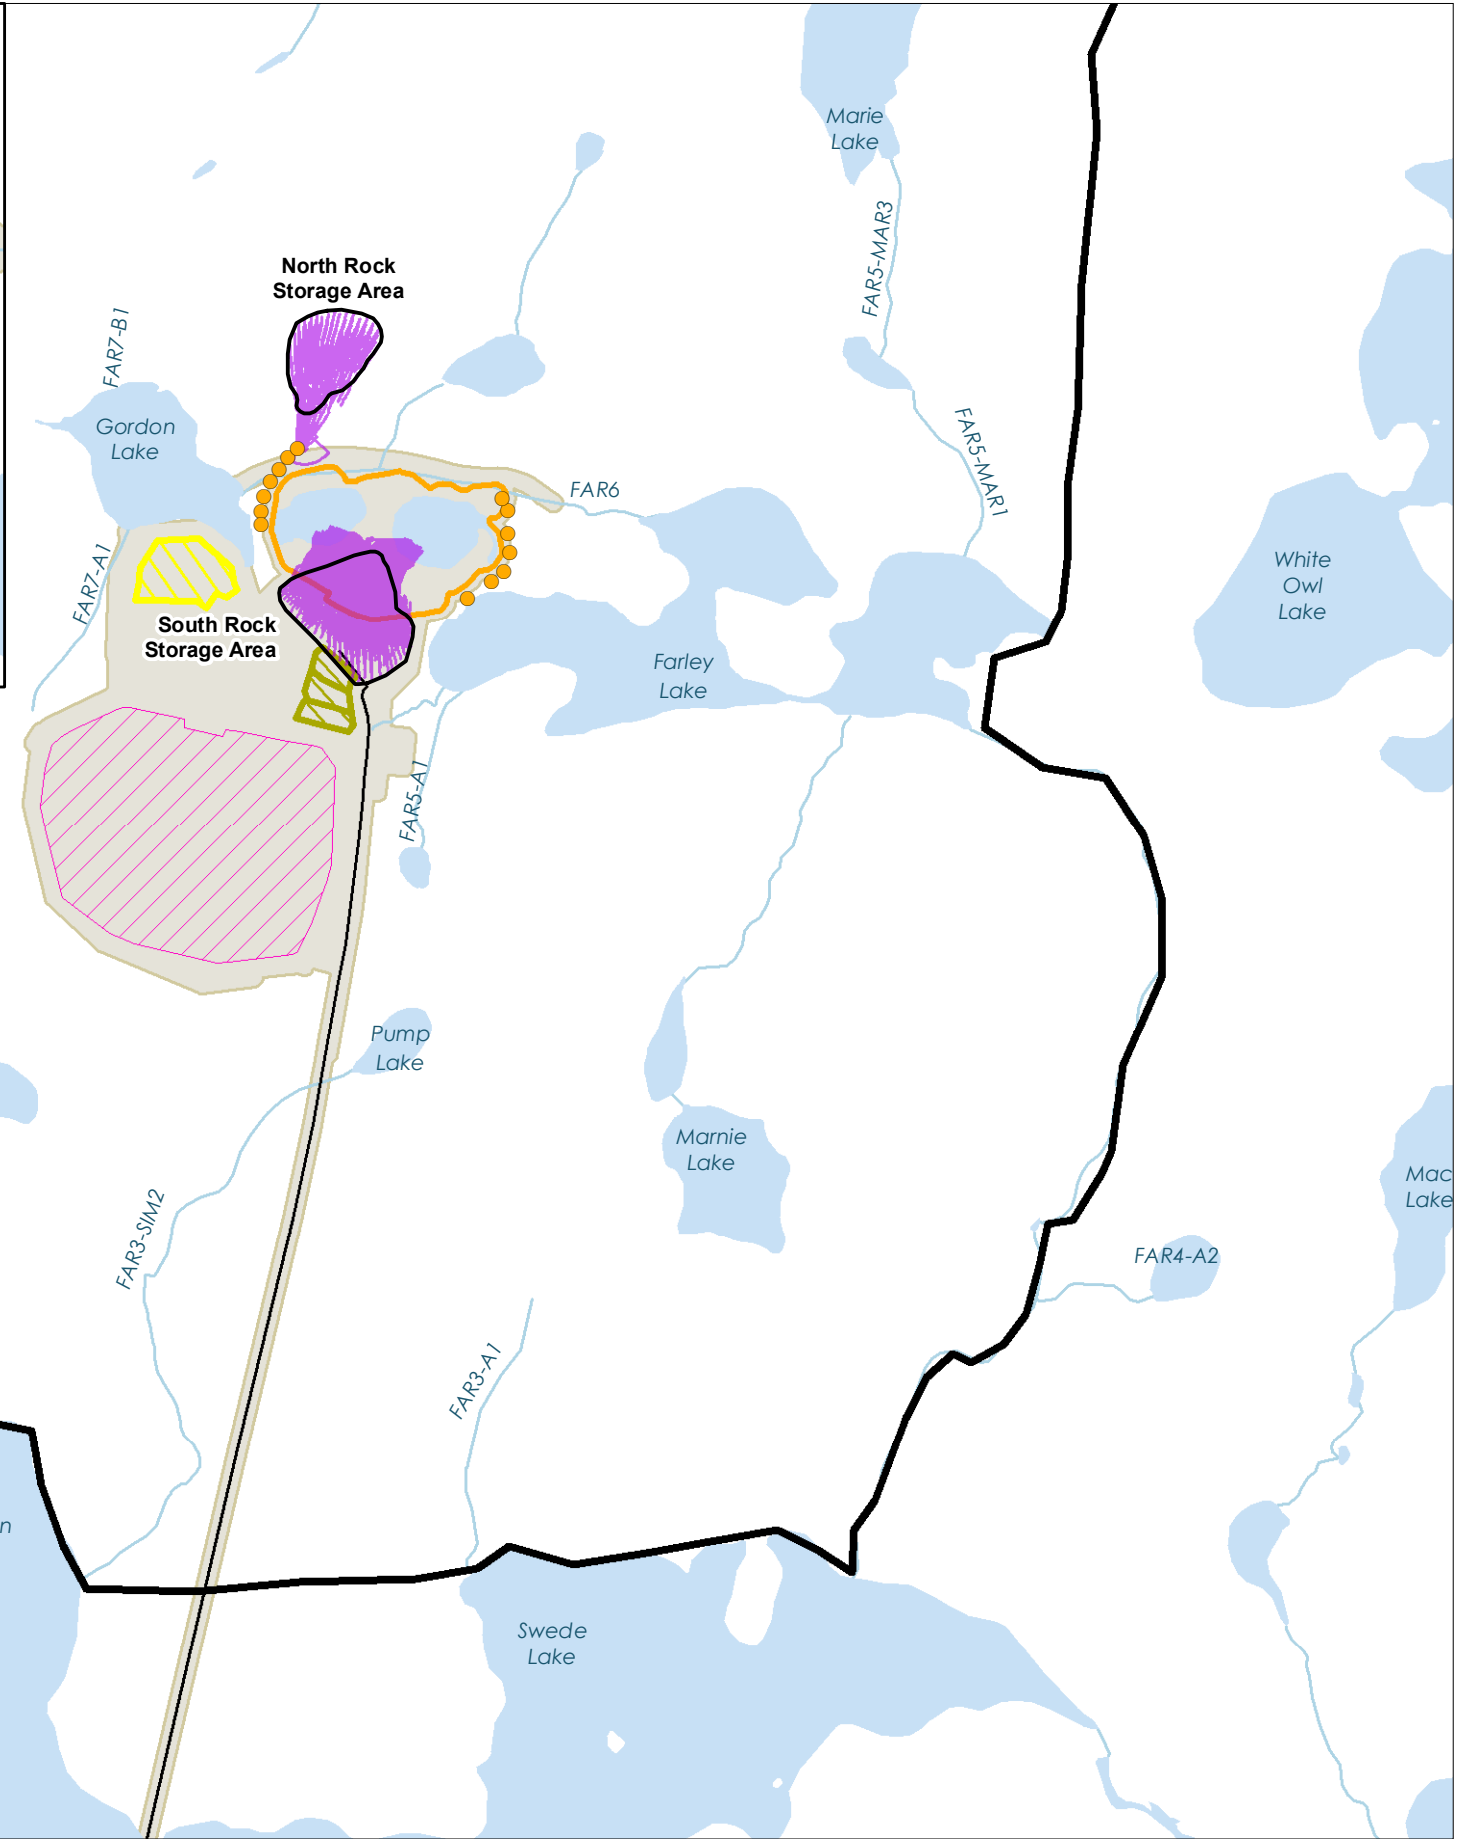 Marie
Lake
FAR5-MAR3
North Rock
Storage Area
FAR7-B1
Gordon
Lake
FAR5-MAR1
FAR6
FAR7-A1
White
Owl
Lake
South Rock
Storage Area
Farley
Lake
FAR5-A1
Pump
Lake
Marnie
Lake
Mac
Lake
FAR3-SIM2
FAR4-A2
FAR3-A1
n
Swede
Lake